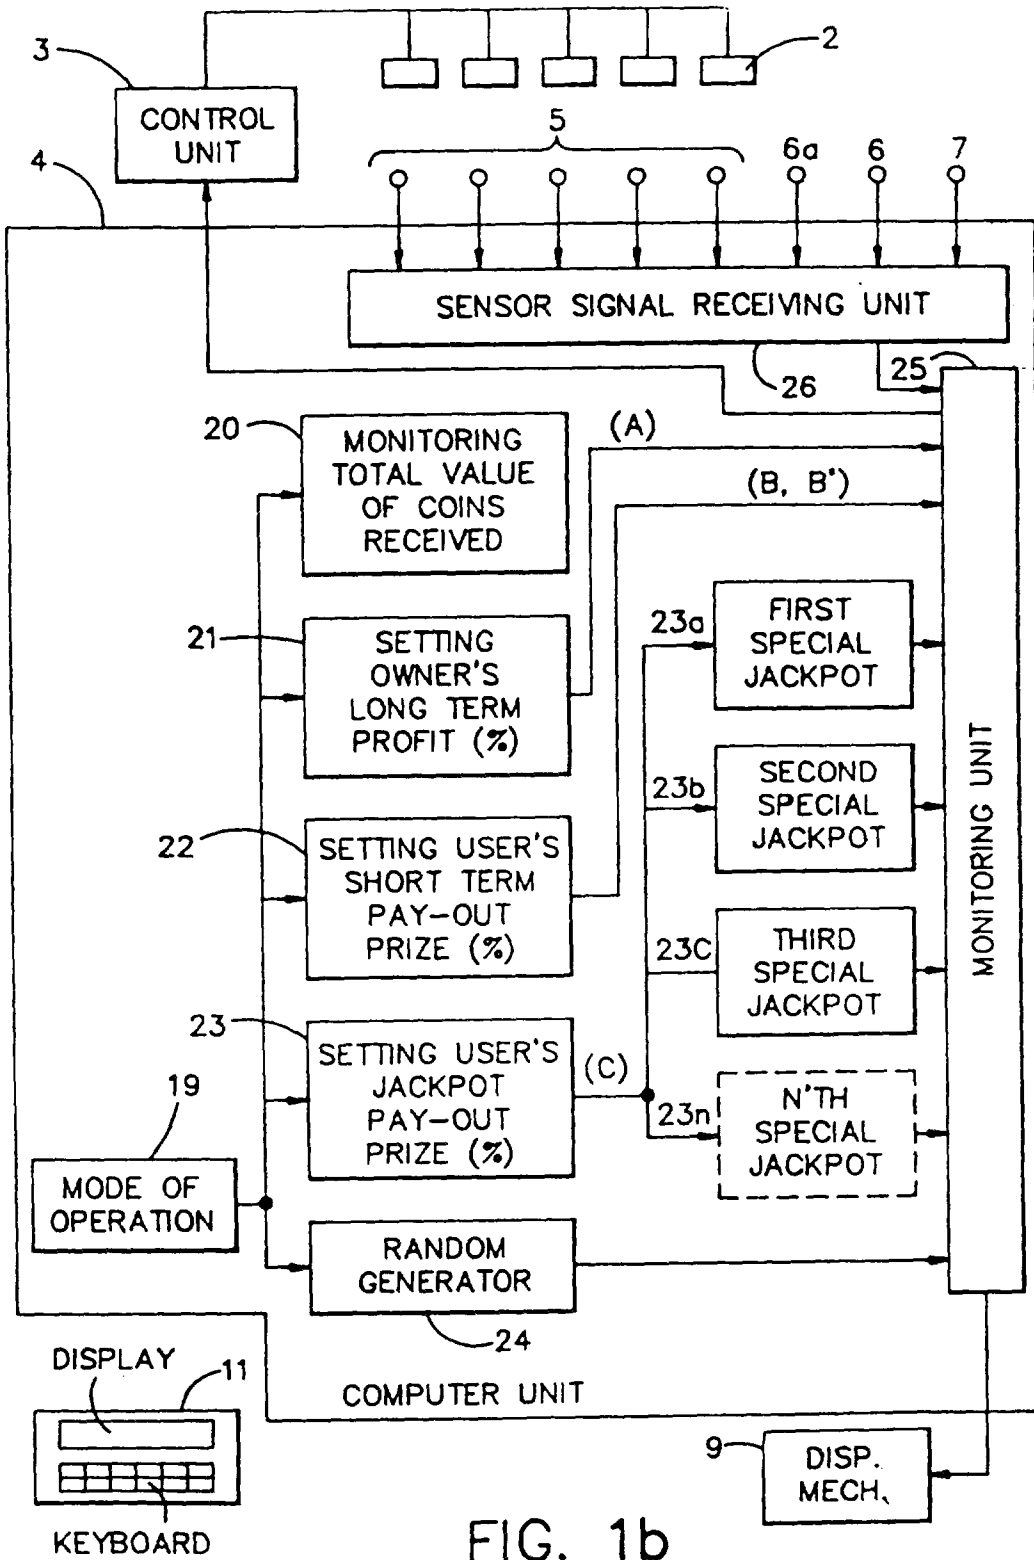 3
2
CONTROL
UNIT
5
6a
6
7
4
SENSOR SIGNAL RECEIVING UNIT
26
25
20
MONITORING
TOTAL VALUE
OF COINS
RECEIVED
(A)
(B, B')
21
SETTING
OWNER'S
LONG TERM
PROFIT (%)
23a
FIRST
SPECIAL
JACKPOT
23b
SECOND
SPECIAL
JACKPOT
22
SETTING USER'S
SHORT TERM
PAY-OUT
PRIZE (%)
23C
THIRD
SPECIAL
JACKPOT
MONITORING UNIT
23
SETTING USER'S
JACKPOT
PAY-OUT
PRIZE (%)
(C)
23n
N'TH
SPECIAL
JACKPOT
19
MODE OF
OPERATION
RANDOM
GENERATOR
24
DISPLAY
11
COMPUTER UNIT
KEYBOARD
9
DISP.
MECH.
FIG. 1b